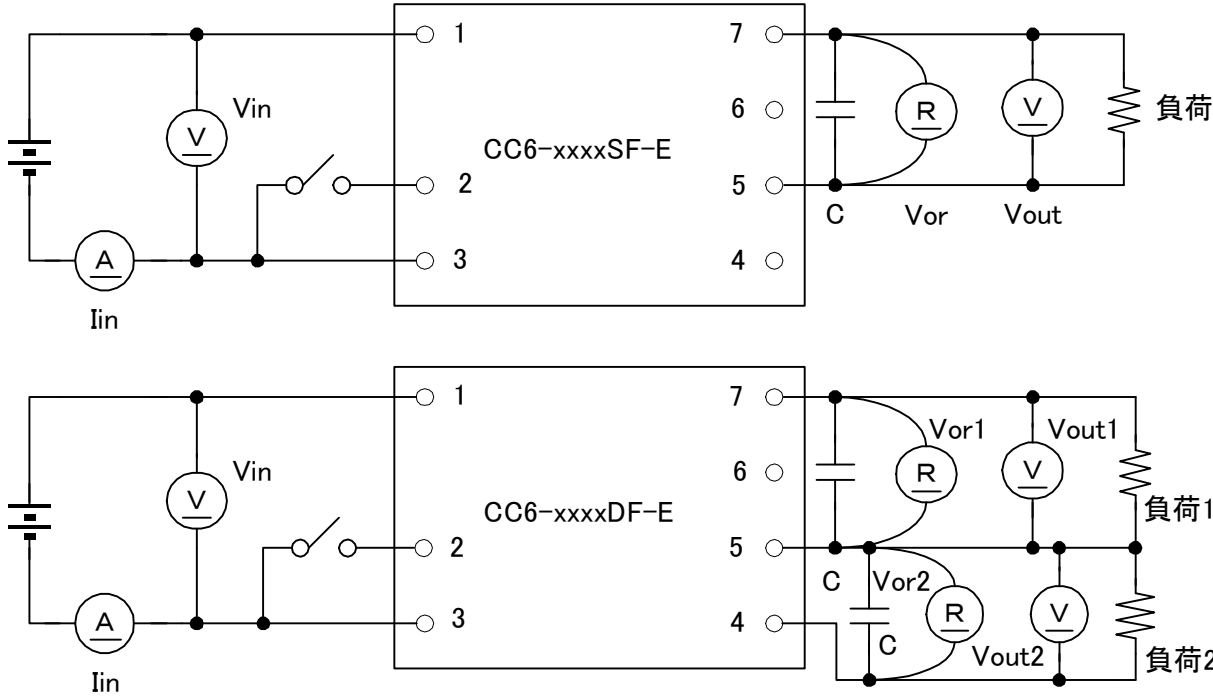 1
7
Vin
V
6
R
V
負荷
CC6-xxxxSF-E
2
5
C
Vor
Vout
A
3
4
Iin
1
7
Vor1
Vout1
Vin
V
6
R
V
CC6-xxxxDF-E
負荷1
2
5
C
Vor2
A
3
4
R
V
C
Vout2
負荷2
Iin